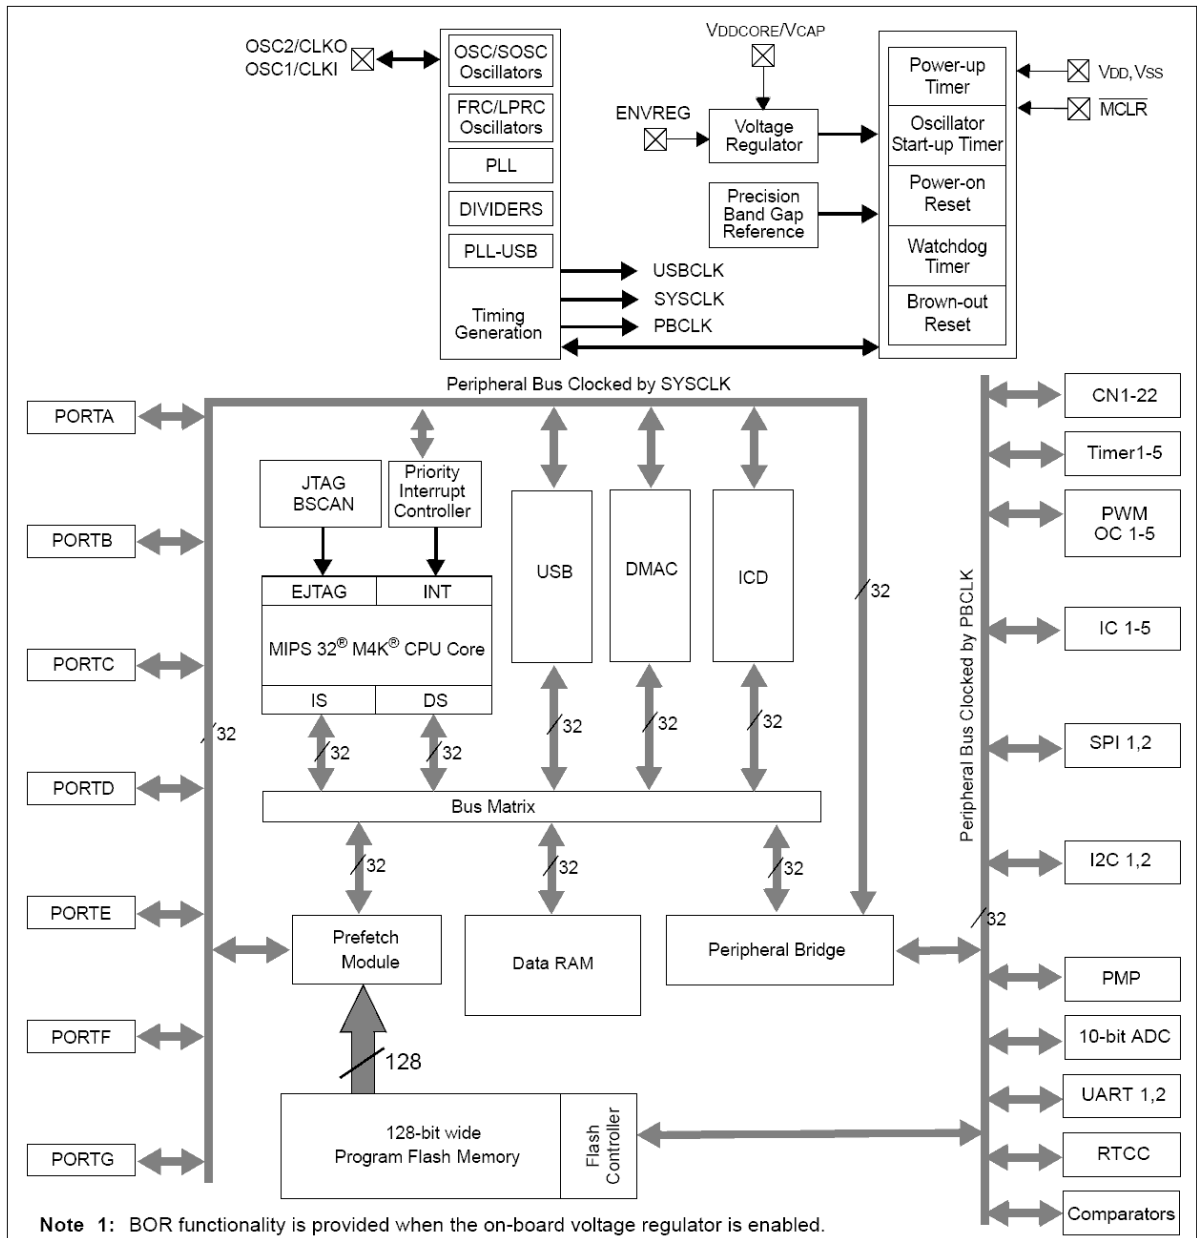 OSC2/CLKO
OSC1/CLKI
OSC/SOSC
Oscillators
FRC/LPRC
Oscillators
PLL
DIVIDERS
PLL-USB
Timing
Generation
USBCLK
SYSCLK
PBCLK
VDDCORE/VCAP
ENVREG
Voltage
Regulator
Precision
Band Gap
Reference
Power-up
Timer
Oscillator
Start-up Timer
Power-on
Reset
Watchdog
Timer
Brown-out
Reset
VDD, VSS
MCLR
Peripheral Bus Clocked by SYSCLK
PORTA
PORTB
PORTC
PORTD
PORTE
PORTF
PORTG
32
JTAG
BSCAN
Priority
Interrupt
Controller
EJTAG
INT
MIPS 32® M4K® CPU Core
IS
DS
USB
DMAC
ICD
32
32
32
32
32
32
Bus Matrix
32
32
32
Prefetch
Module
Data RAM
Peripheral Bridge
128
128-bit wide
Program Flash Memory
Flash
Controller
Peripheral Bus Clocked by PBCLK
32
CN1-22
Timer1-5
PWM
OC 1-5
IC 1-5
SPI 1,2
I2C 1,2
PMP
10-bit ADC
UART 1,2
RTCC
Comparators
Note 1: BOR functionality is provided when the on-board voltage regulator is enabled.